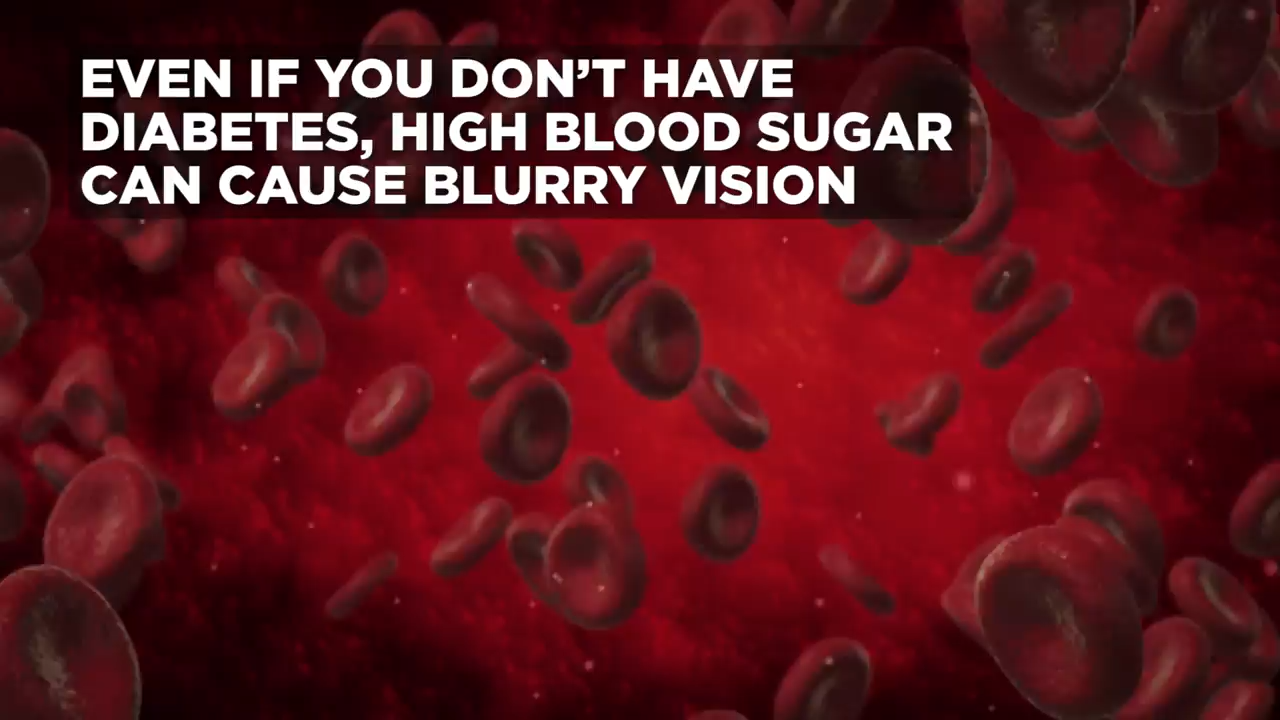 EVEN IF YOU DON’T HAVE
DIABETES, HIGH BLOOD SUGAR
CAN CAUSE BLURRY VISION